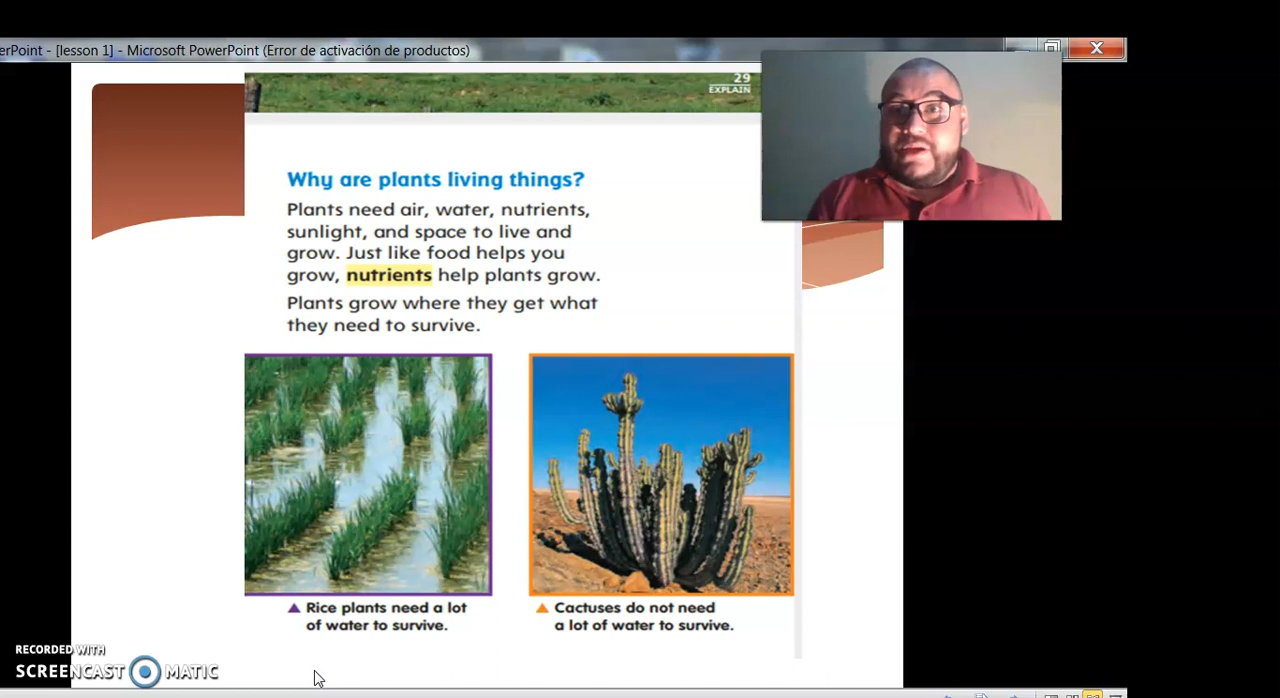 erPoint - [lesson 1] - Microsoft PowerPoint (Error de activación de productos)
29
EXPLAIN
Why are plants living things?
Plants need air, water, nutrients,
sunlight, and space to live and
grow. Just like food helps you
grow, nutrients help plants grow.
Plants grow where they get what
they need to survive.
Rice plants need a lot
of water to survive.
Cactuses do not need
a lot of water to survive.
RECORDED WITH
SCREENCAST MATIC